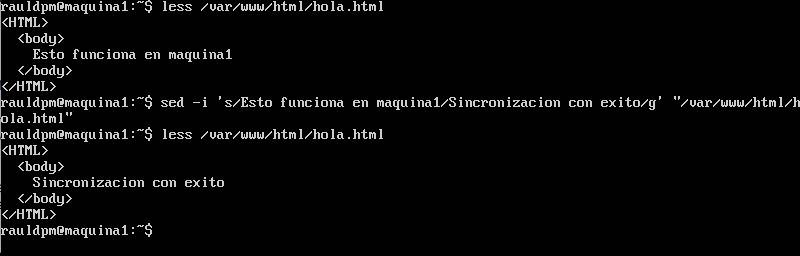 rauldpm@maquina1:~$ less /var/www/html/hola.html
<HTML>
  <body>
    Esto funciona en maquina1
  </body>
</HTML>
rauldpm@maquina1:~$ sed -i 's/Esto funciona en maquina1/Sincronizacion con exito/g' "/var/www/html/h
ola.html"
rauldpm@maquina1:~$ less /var/www/html/hola.html
<HTML>
  <body>
    Sincronizacion con exito
  </body>
</HTML>
rauldpm@maquina1:~$